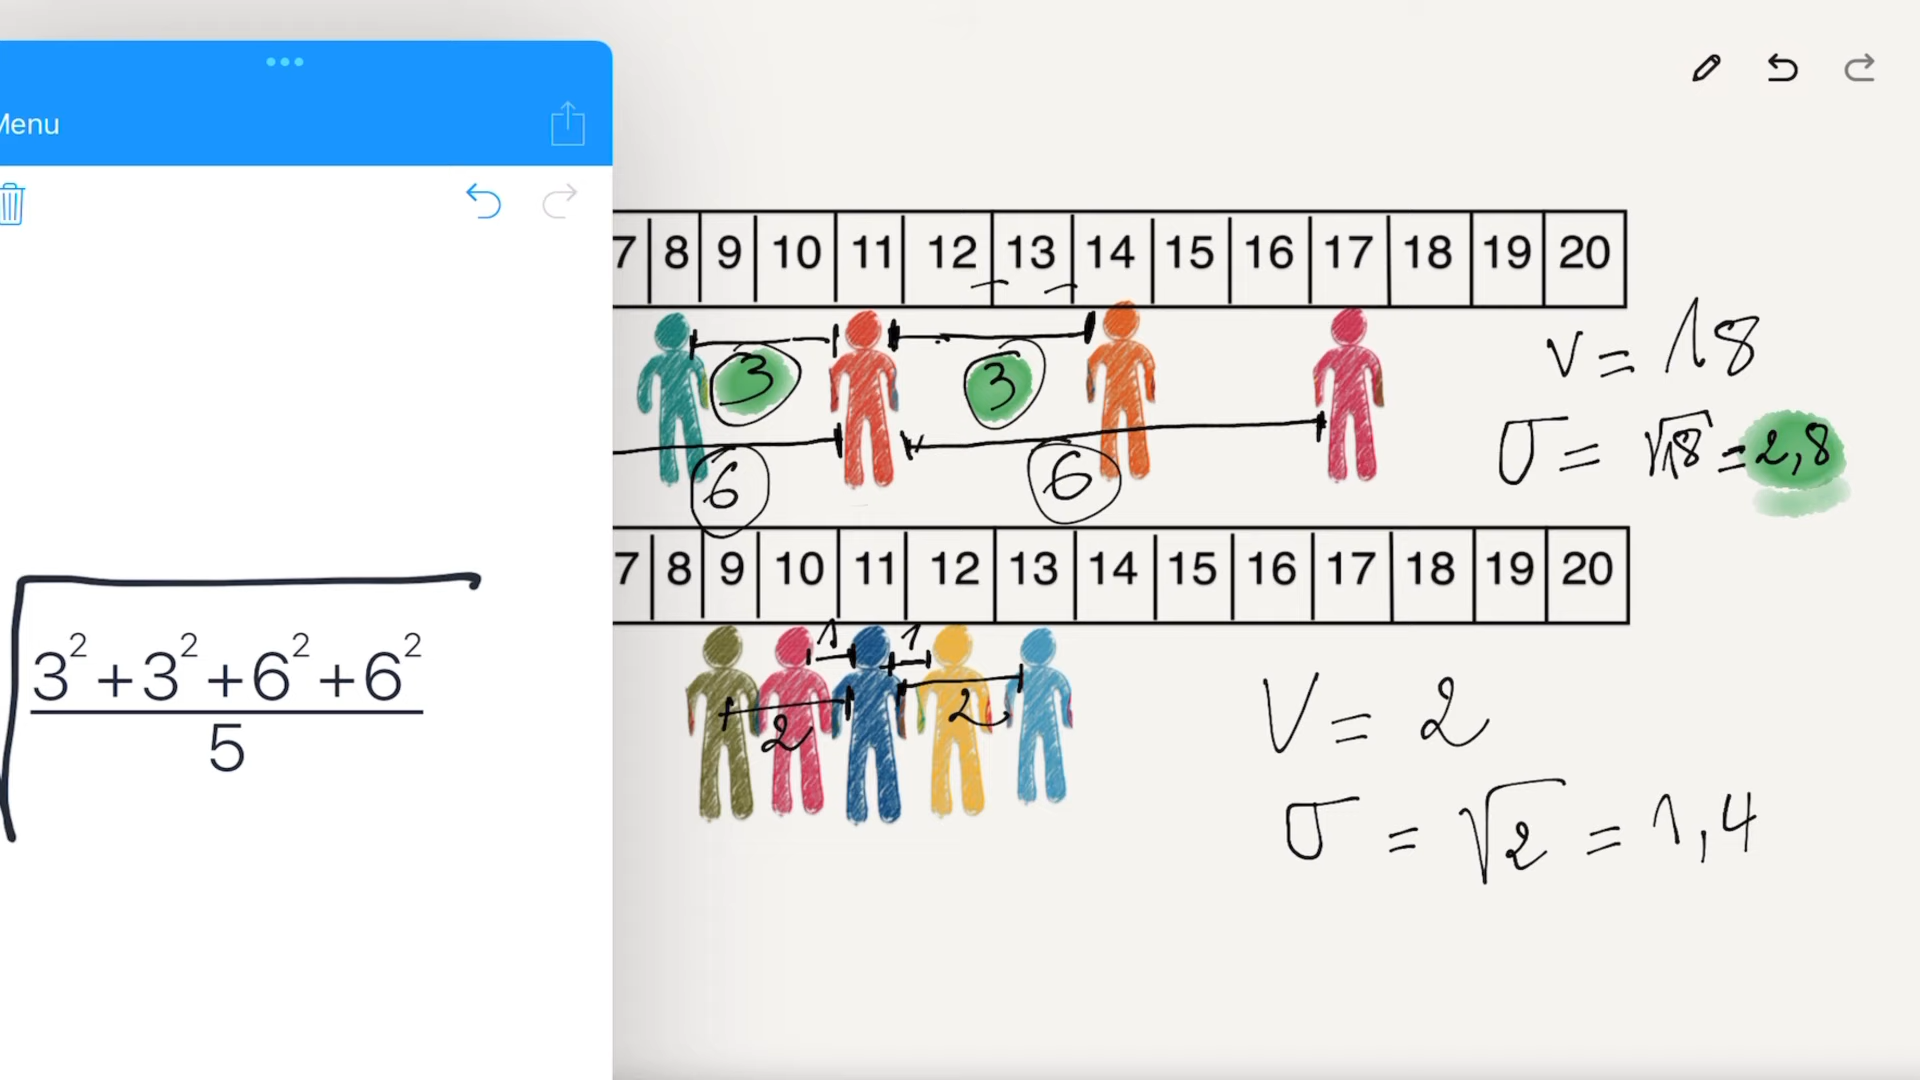 Menu
7 8 9 10 11 12 13 14 15 16 17 18 19 20
3 3
6 6
V = 18
σ = √18 = 2,8
3² + 3² + 6² + 6²
5
7 8 9 10 11 12 13 14 15 16 17 18 19 20
1 1
2 2
V = 2
σ = √2 = 1,4